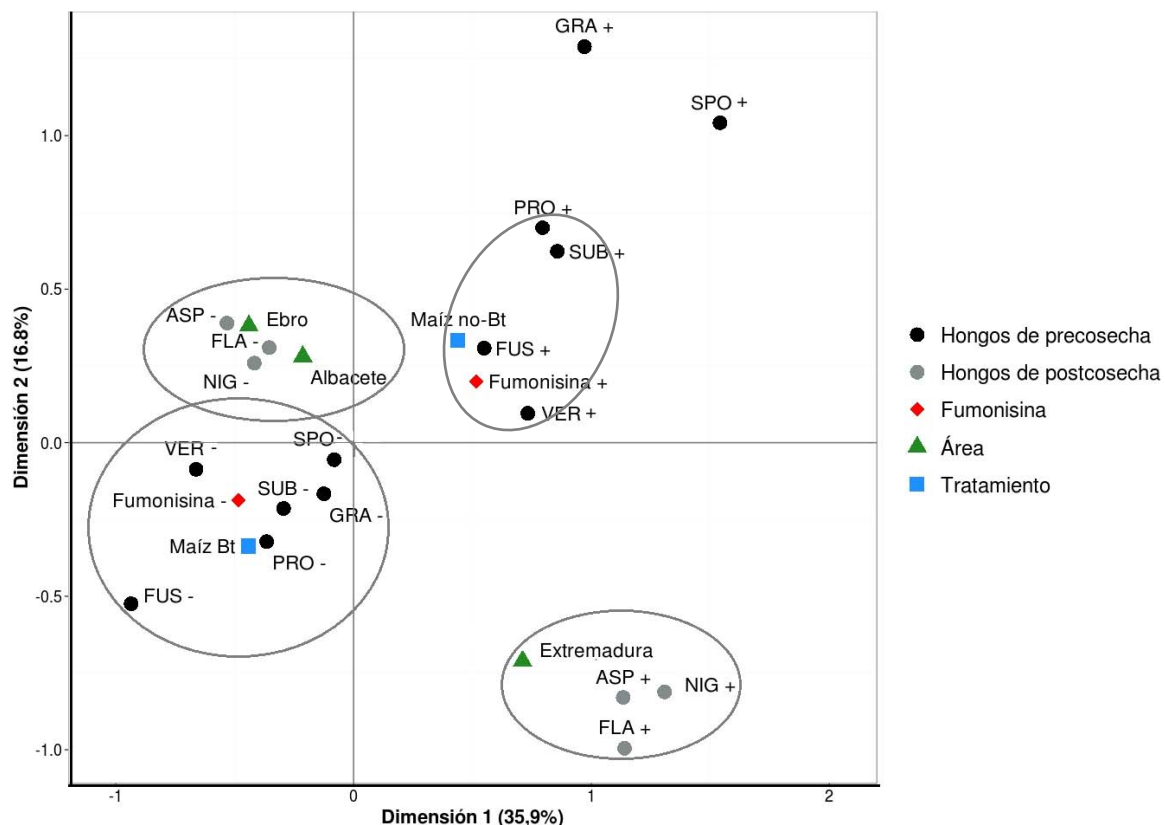 GRA +
SPO +
1.0
PRO +
SUB +
0.5
ASP -
Ebro
Maíz no-Bt
FLA -
FUS +
NIG -
Albacete
Fumonisina +
VER +
0.0
SPO -
VER -
Fumonisina -
SUB -
GRA -
Maíz Bt
PRO -
-0.5
FUS -
Extremadura
ASP +
NIG +
FLA +
-1.0
-1
0
1
2
Dimensión 1 (35,9%)
Dimensión 2 (16.8%)
Hongos de precosecha
Hongos de postcosecha
Fumonisina
Área
Tratamiento